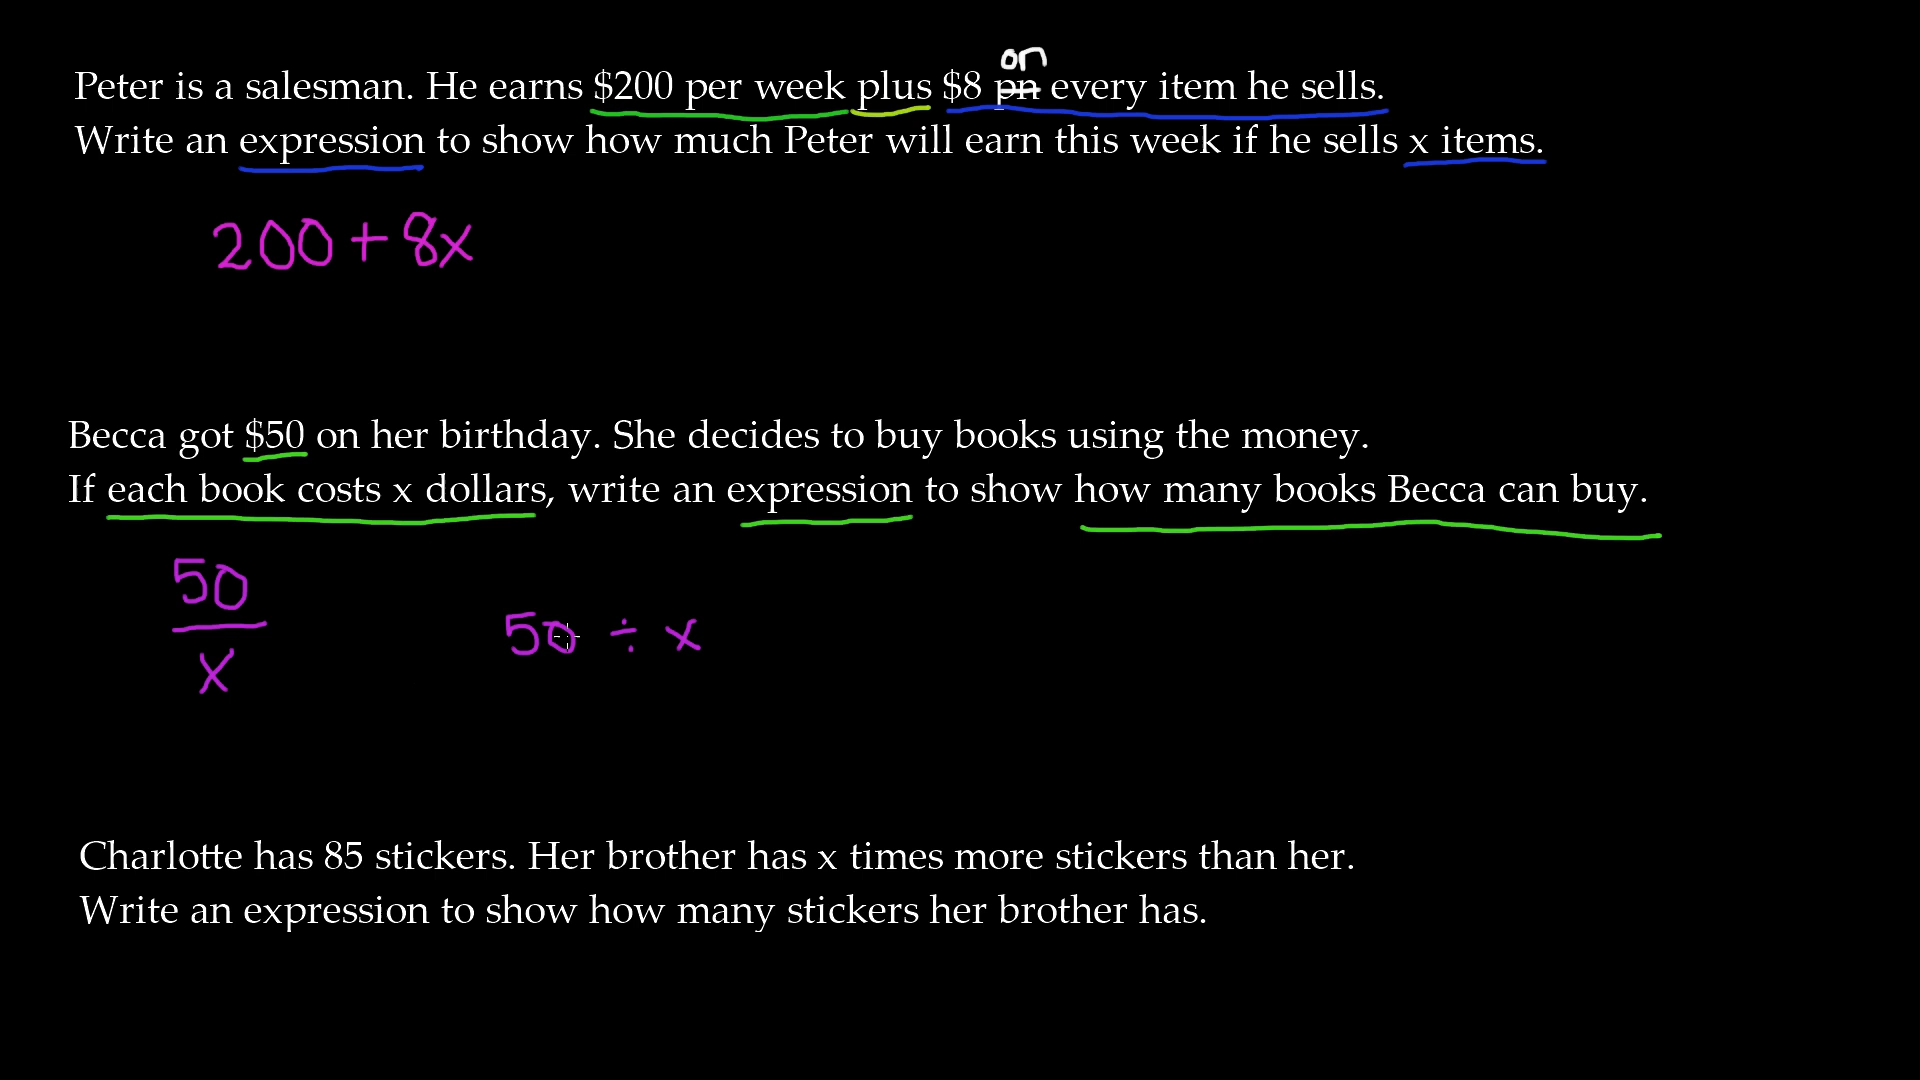 on
Peter is a salesman. He earns $200 per week plus $8 pn every item he sells.
Write an expression to show how much Peter will earn this week if he sells x items.
200 + 8x
Becca got $50 on her birthday. She decides to buy books using the money.
If each book costs x dollars, write an expression to show how many books Becca can buy.
50
x
50 ÷ x
Charlotte has 85 stickers. Her brother has x times more stickers than her.
Write an expression to show how many stickers her brother has.